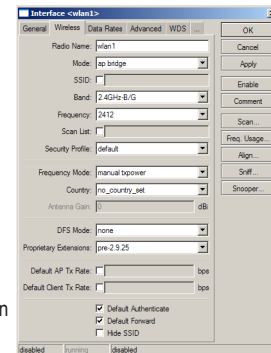 Interface <wlan1>
General Wireless Data Rates Advanced WDS ...
Radio Name: wlan1
Mode: ap bridge
SSID:
Band: 2.4GHz-B/G
Frequency: 2412
Scan List:
Security Profile: default
Frequency Mode: manual txpower
Country: no_country_set
Antenna Gain: 0 dBi
DFS Mode: none
Proprietary Extensions: pre-2.9.25
Default AP Tx Rate: bps
Default Client Tx Rate: bps
Default Authenticate
Default Forward
Hide SSID
OK
Cancel
Apply
Enable
Comment
Scan...
Freq. Usage...
Align...
Sniff...
Snooper...
n
disabled running disabled